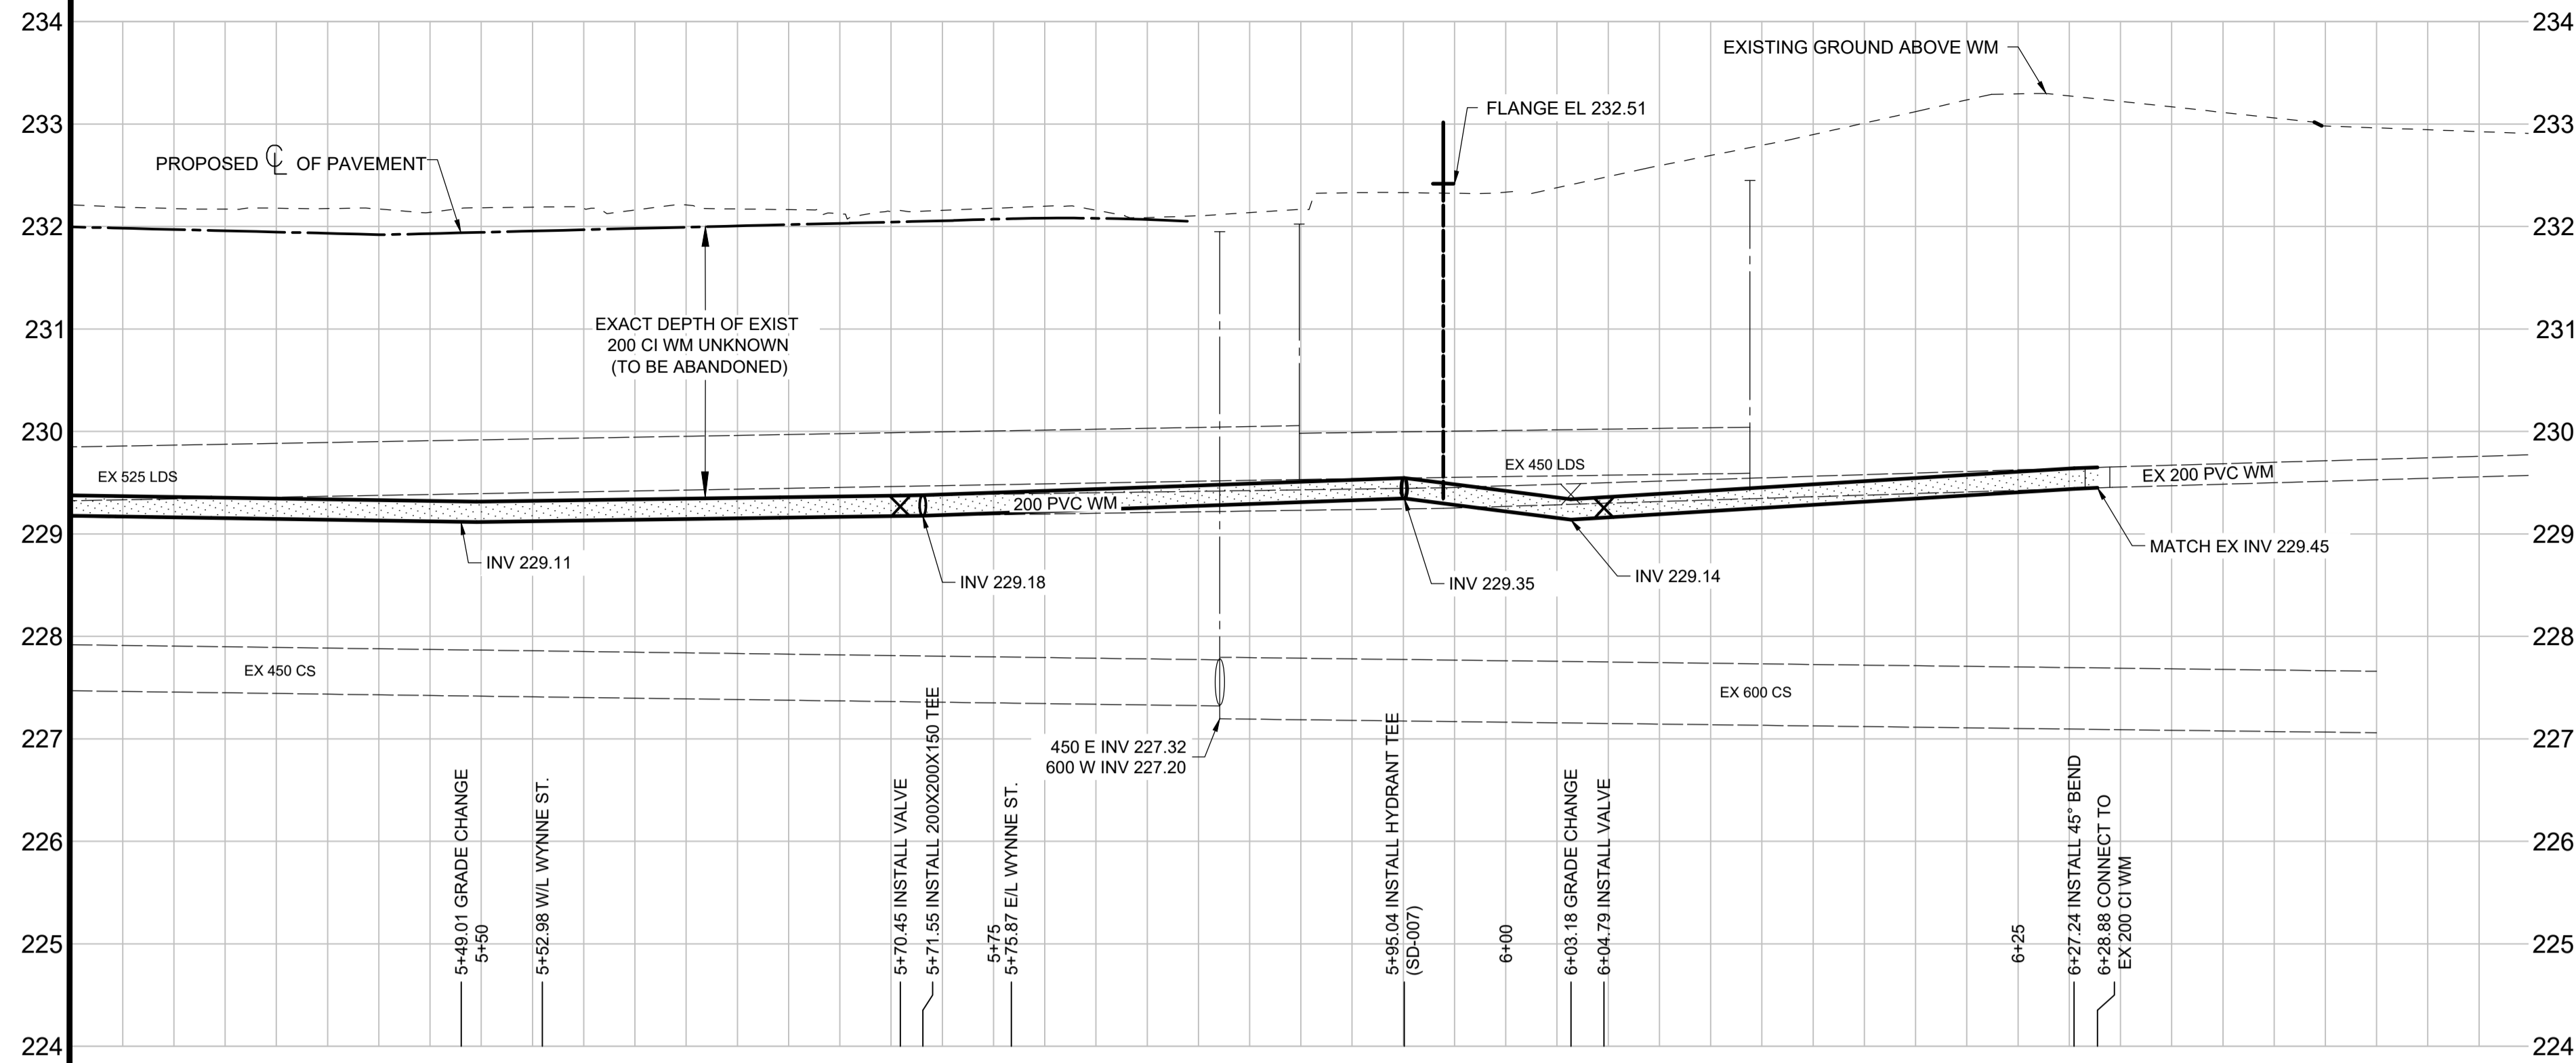 234
234
EXISTING GROUND ABOVE WM
FLANGE EL 232.51
233
233
PROPOSED ℄ OF PAVEMENT
232
232
EXACT DEPTH OF EXIST
200 CI WM UNKNOWN
(TO BE ABANDONED)
231
231
230
230
EX 525 LDS
EX 450 LDS
EX 200 PVC WM
200 PVC WM
229
229
INV 229.11
INV 229.18
INV 229.35
INV 229.14
MATCH EX INV 229.45
228
228
EX 450 CS
EX 600 CS
227
227
450 E INV 227.32
600 W INV 227.20
226
226
225
225
5+49.01 GRADE CHANGE
5+50
5+52.98 W/L WYNNE ST.
5+70.45 INSTALL VALVE
5+71.55 INSTALL 200X200X150 TEE
5+75
5+75.87 E/L WYNNE ST.
5+95.04 INSTALL HYDRANT TEE
(SD-007)
6+00
6+03.18 GRADE CHANGE
6+04.79 INSTALL VALVE
6+25
6+27.24 INSTALL 45° BEND
6+28.88 CONNECT TO
EX 200 CI WM
224
224